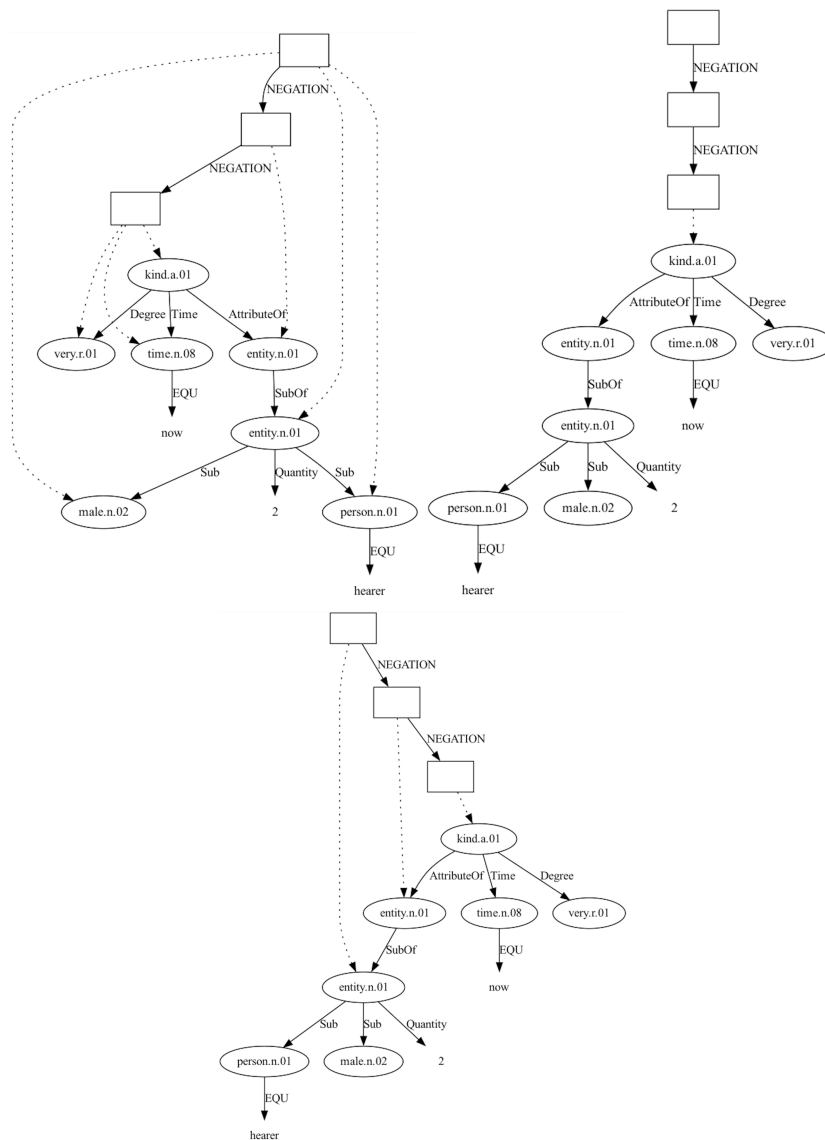 NEGATION
NEGATION
kind.a.01
Degree Time AttributeOf
very.r.01 time.n.08 entity.n.01
EQU SubOf
now entity.n.01
Sub Quantity Sub
male.n.02 2 person.n.01
EQU
hearer
NEGATION
NEGATION
kind.a.01
AttributeOf Time Degree
entity.n.01 time.n.08 very.r.01
SubOf EQU
entity.n.01 now
Sub Sub Quantity
person.n.01 male.n.02 2
EQU
hearer
NEGATION
NEGATION
kind.a.01
AttributeOf Time Degree
entity.n.01 time.n.08 very.r.01
SubOf EQU
entity.n.01 now
Sub Sub Quantity
person.n.01 male.n.02 2
EQU
hearer